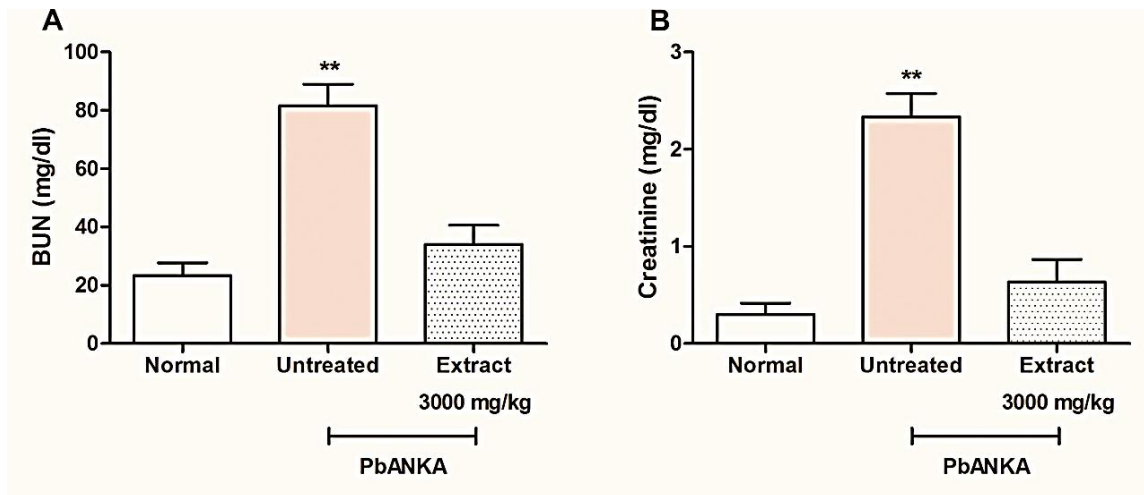 A
BUN (mg/dl)
100
80
60
40
20
0
**
Normal
Untreated
Extract
3000 mg/kg
PbANKA
B
Creatinine (mg/dl)
3
2
1
0
**
Normal
Untreated
Extract
3000 mg/kg
PbANKA